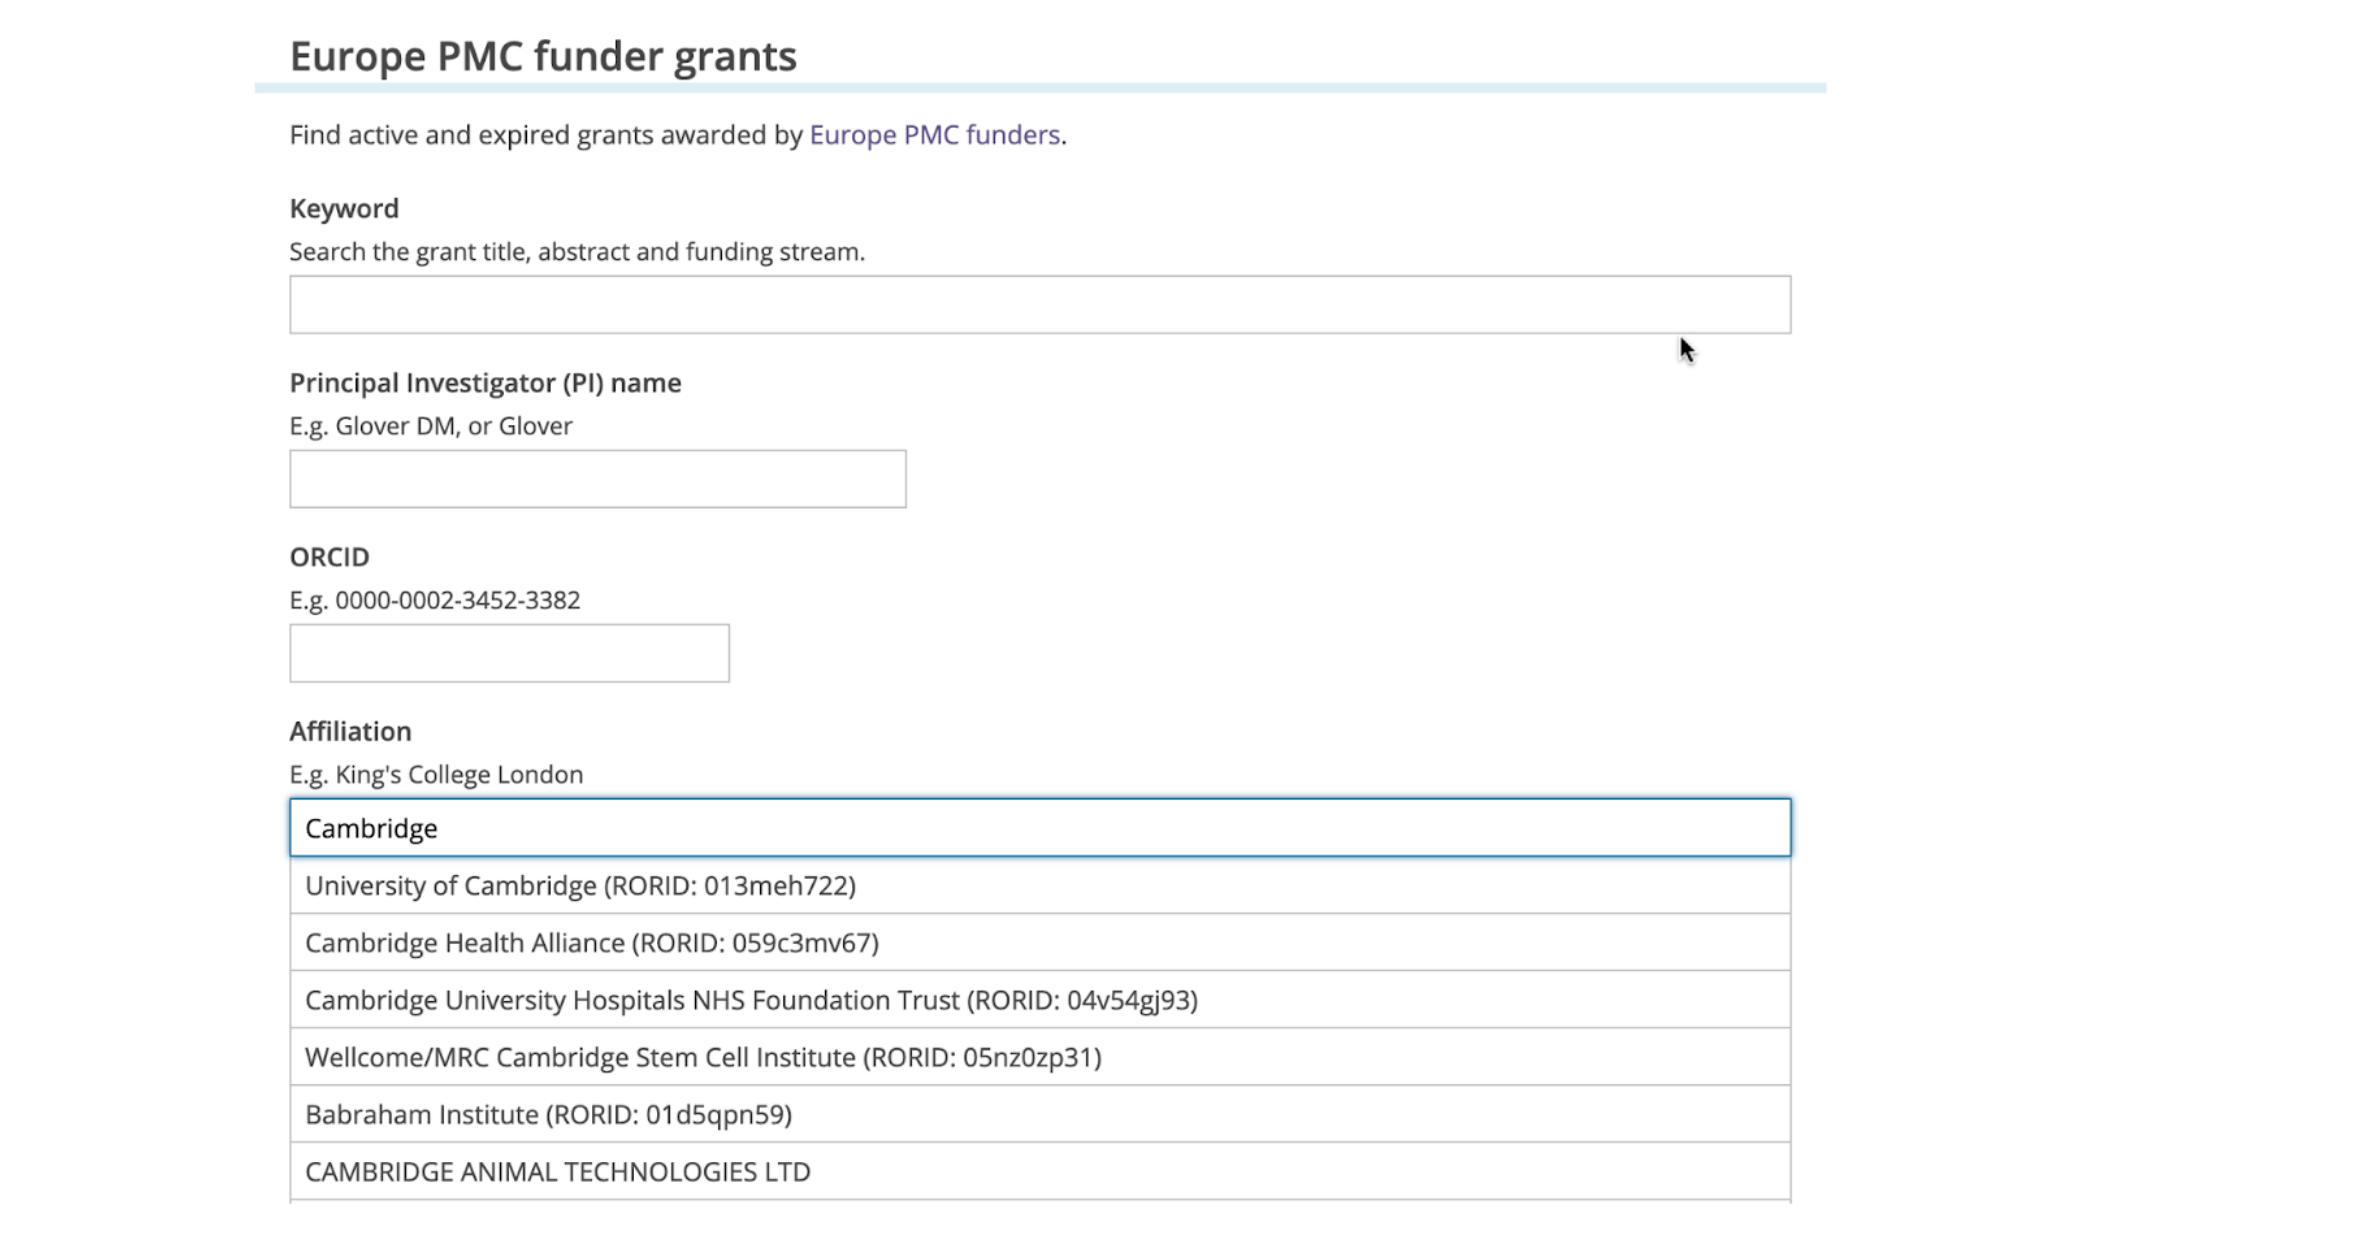 Europe PMC funder grants
Find active and expired grants awarded by Europe PMC funders.
Keyword
Search the grant title, abstract and funding stream.
Principal Investigator (PI) name
E.g. Glover DM, or Glover
ORCID
E.g. 0000-0002-3452-3382
Affiliation
E.g. King's College London
Cambridge
University of Cambridge (RORID: 013meh722)
Cambridge Health Alliance (RORID: 059c3mv67)
Cambridge University Hospitals NHS Foundation Trust (RORID: 04v54gj93)
Wellcome/MRC Cambridge Stem Cell Institute (RORID: 05nz0zp31)
Babraham Institute (RORID: 01d5qpn59)
CAMBRIDGE ANIMAL TECHNOLOGIES LTD